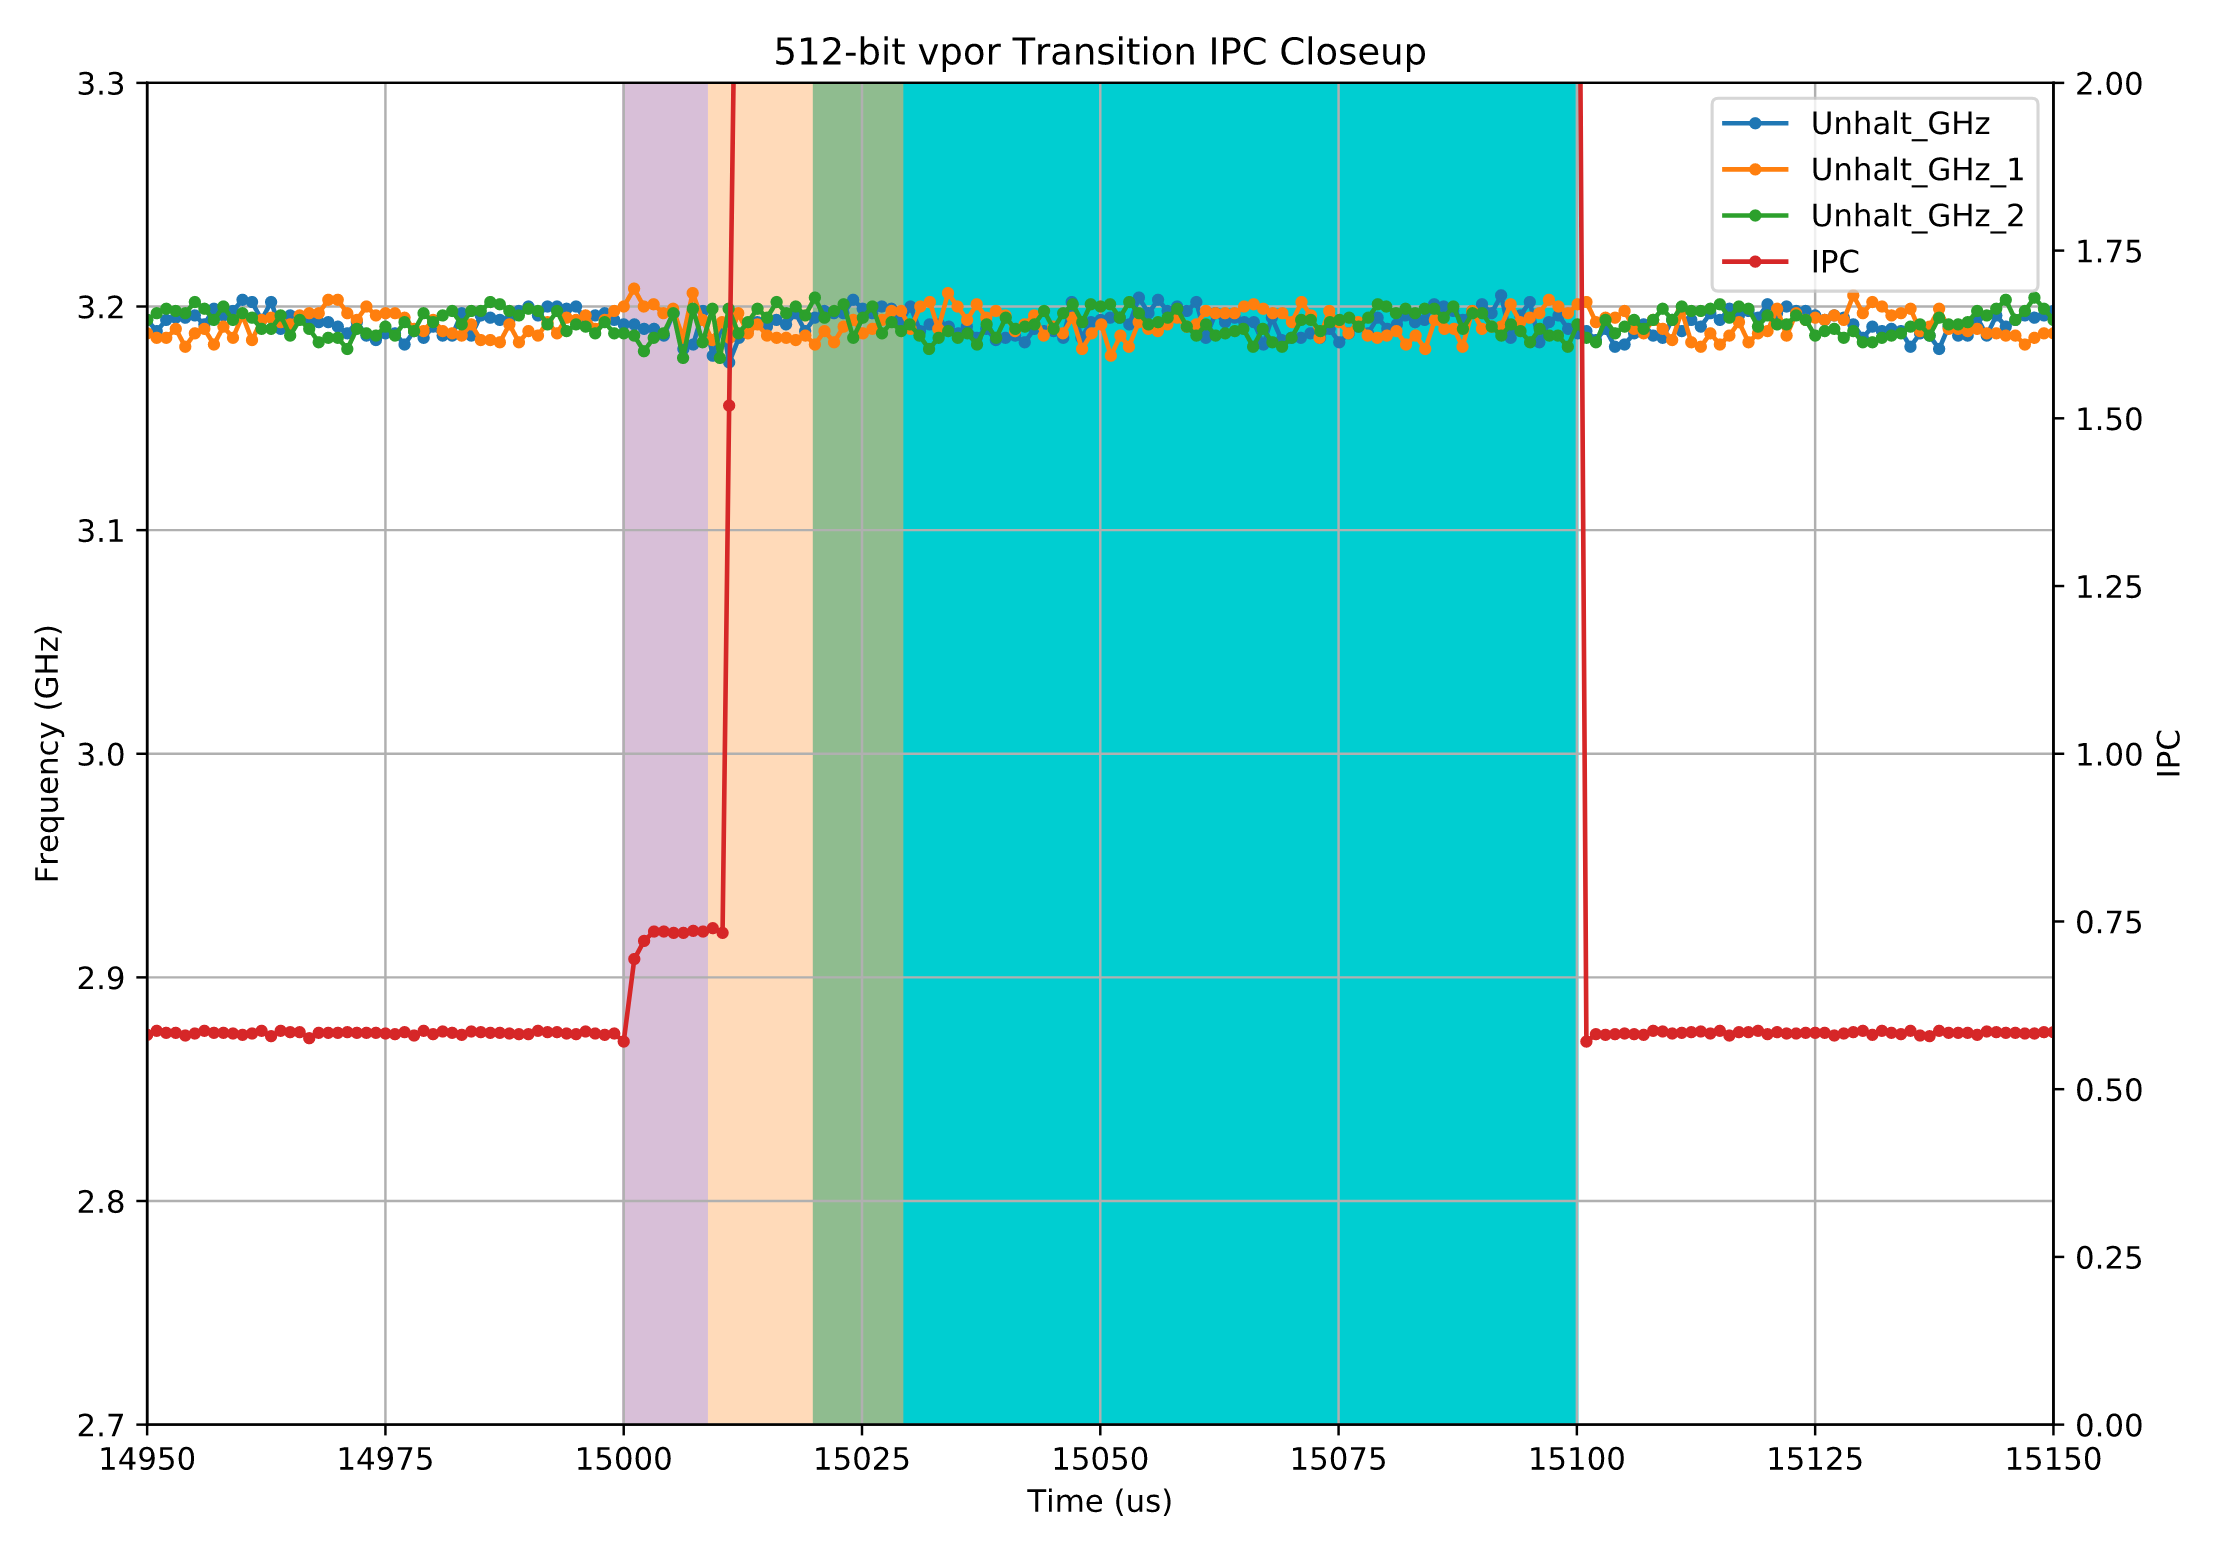 512-bit vpor Transition IPC Closeup
3.3
3.2
3.1
3.0
2.9
2.8
2.7
Frequency (GHz)
2.00
1.75
1.50
1.25
1.00
0.75
0.50
0.25
0.00
IPC
Unhalt_GHz
Unhalt_GHz_1
Unhalt_GHz_2
IPC
14950 14975 15000 15025 15050 15075 15100 15125 15150
Time (us)